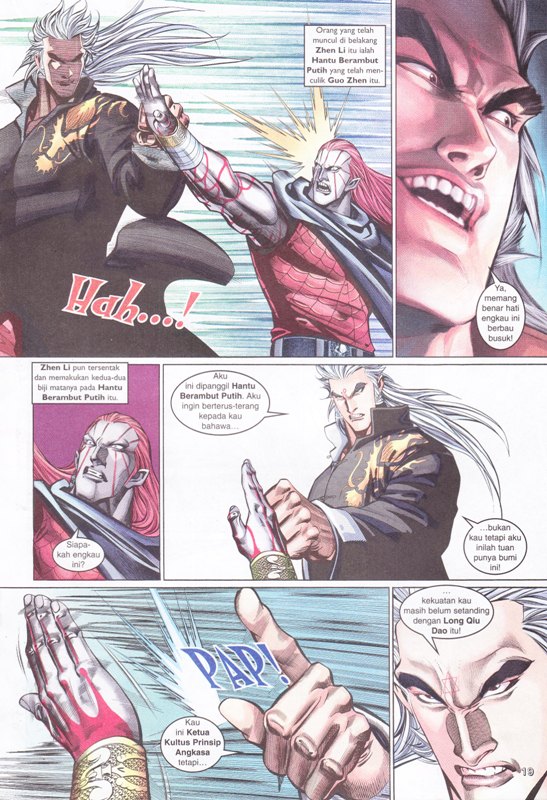 Orang yang telah
muncul di belakang
Zhen Li itu ialah
Hantu Berambut
Putih yang telah men-
culik Guo Zhen itu.
Hah....!
Ya,
memang
benar hati
engkau ini
berbau
busuk!
Zhen Li pun tersentak
dan memakukan kedua-dua
biji matanya pada Hantu
Berambut Putih itu.
Siapa-
kah engkau
ini?
Aku
ini dipanggil Hantu
Berambut Putih. Aku
ingin berterus-terang
kepada kau
bahawa...
...bukan
kau tetapi aku
inilah tuan
punya bumi
ini!
PAP!
Kau
ini Ketua
Kultus Prinsip
Angkasa
tetapi...
...
kekuatan kau
masih belum setanding
dengan Long Qiu
Dao itu!
19